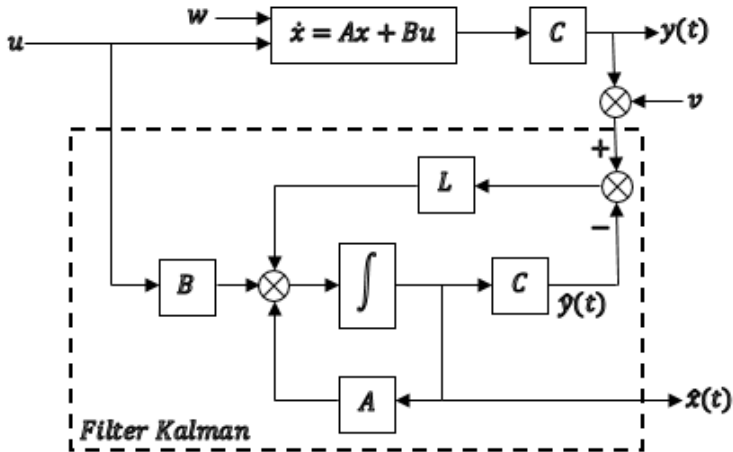 w
u
ẋ = Ax + Bu
C
y(t)
v
+
L
−
B
∫
C
ŷ(t)
A
x̂(t)
Filter Kalman